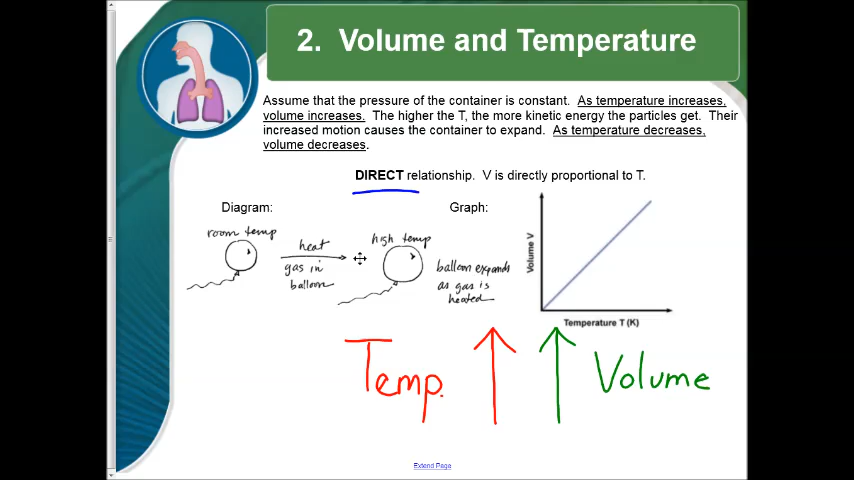 2. Volume and Temperature
Assume that the pressure of the container is constant. As temperature increases,
volume increases. The higher the T, the more kinetic energy the particles get. Their
increased motion causes the container to expand. As temperature decreases,
volume decreases.
DIRECT relationship. V is directly proportional to T.
Diagram:
Graph:
room temp
heat
gas in
balloon
high temp
balloon expands
as gas is
heated
Volume V
Temperature T (K)
Temp.
Volume
Extend Page